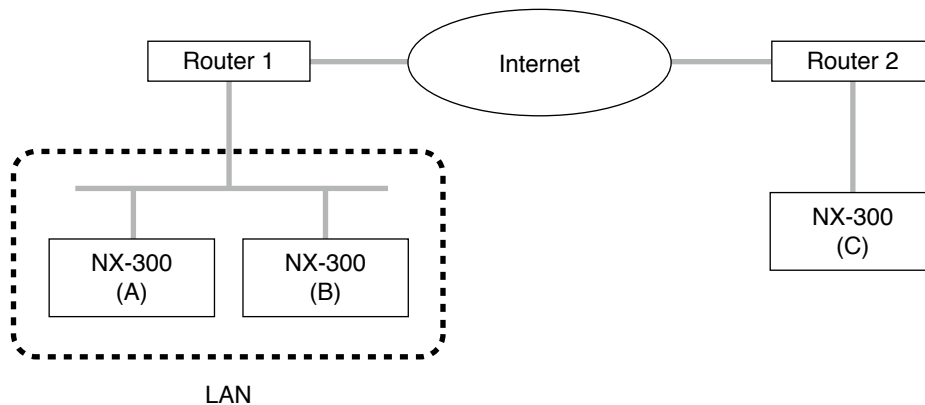 Router 1
Internet
Router 2
NX-300
(A)
NX-300
(B)
NX-300
(C)
LAN